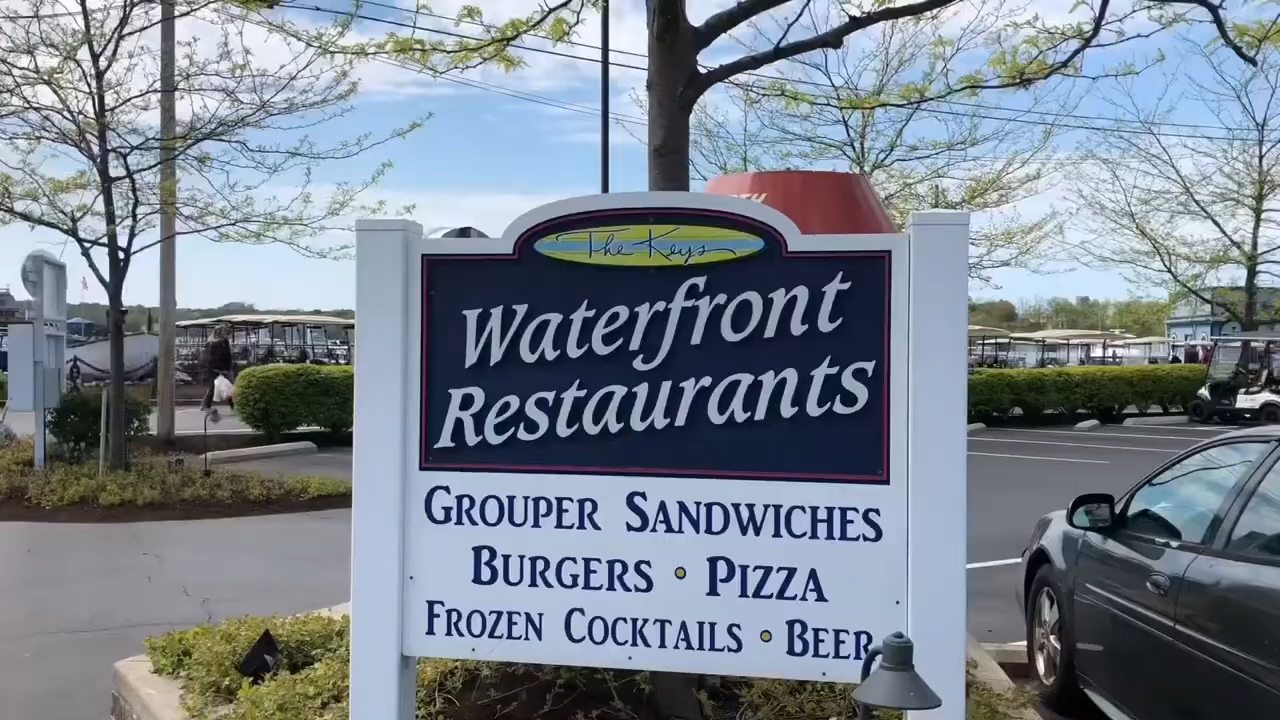 The Keys
Waterfront
Restaurants
GROUPER SANDWICHES
BURGERS • PIZZA
FROZEN COCKTAILS • BEER